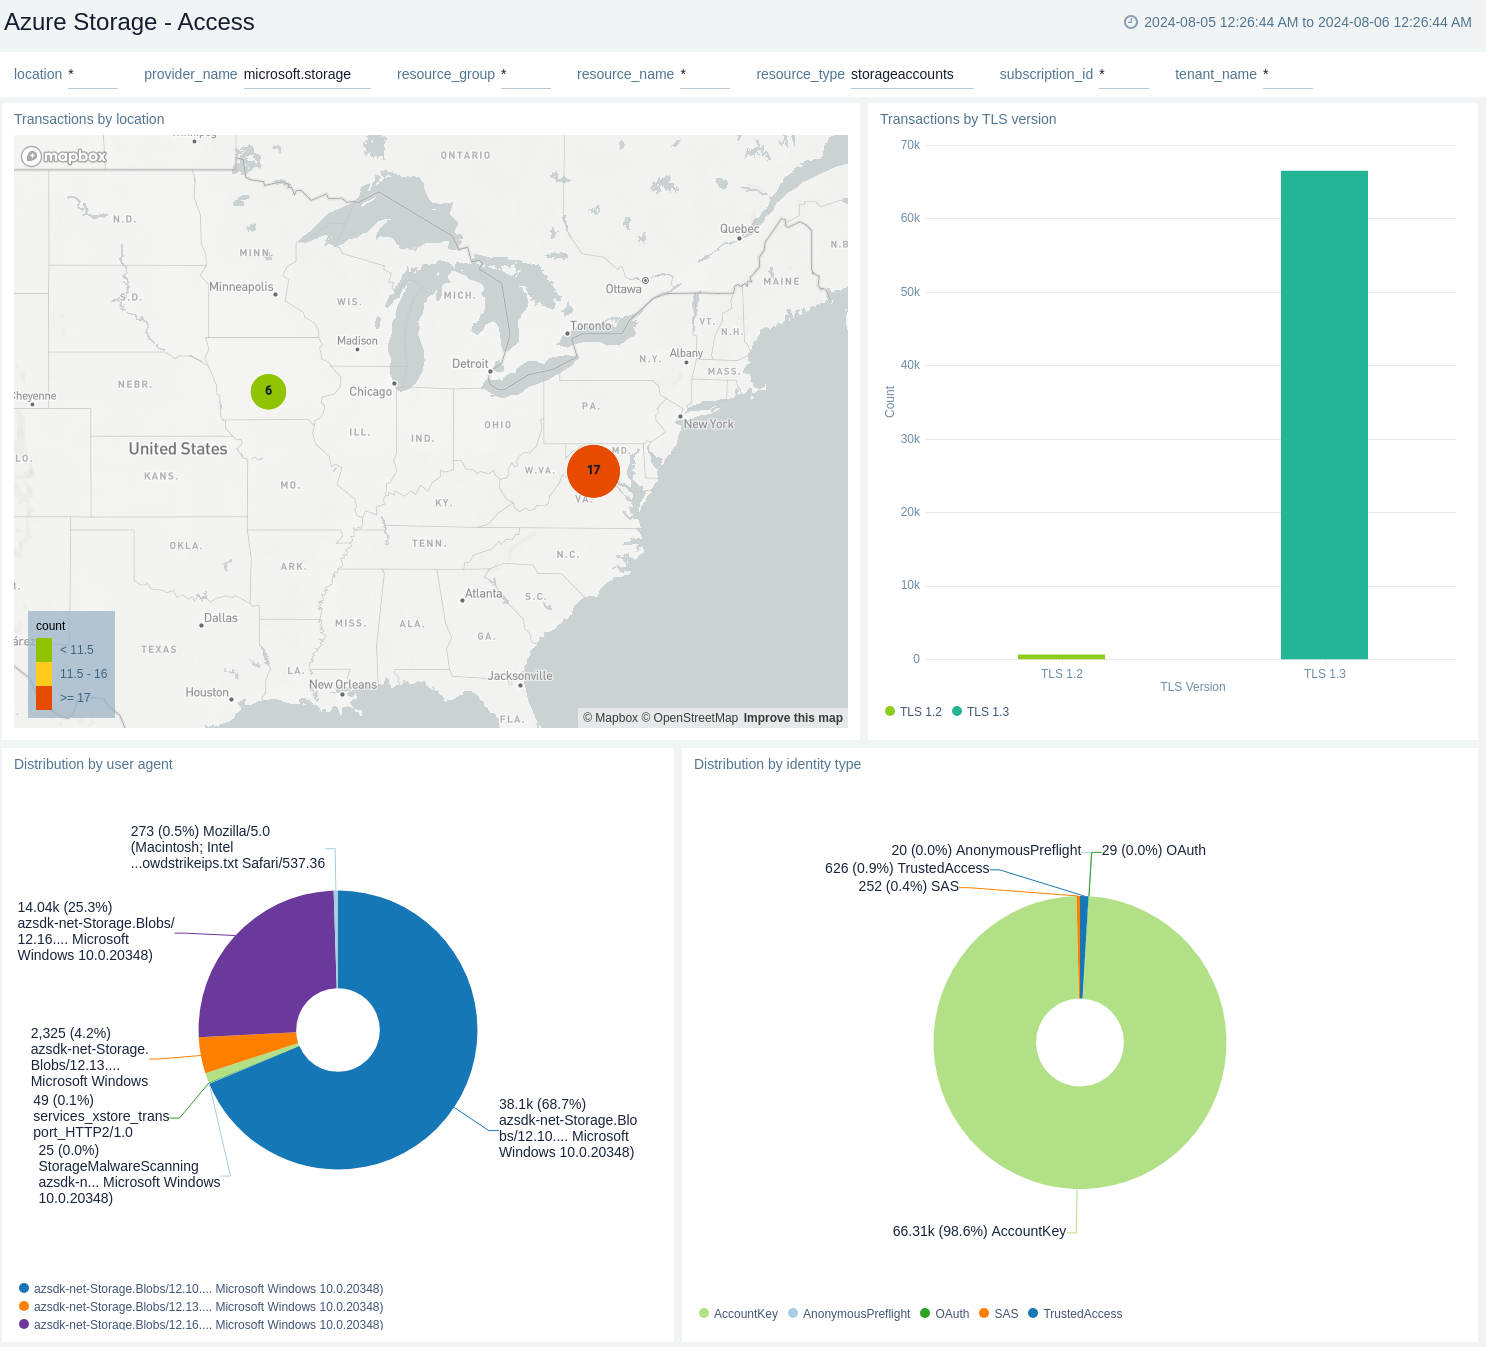 Azure Storage - Access
2024-08-05 12:26:44 AM to 2024-08-06 12:26:44 AM
location *
provider_name microsoft.storage
resource_group *
resource_name *
resource_type storageaccounts
subscription_id *
tenant_name *
Transactions by location
mapbox
ONTARIO
N.D.
Quebec
MINN.
N.B
Minneapolis
S.D.
WIS.
MICH.
Ottawa
MAINE
Toronto
VT.
N.H.
Madison
Detroit
N.Y.
Albany
MASS.
NEBR.
6
Chicago
heyenne
PA.
New York
ILL.
IND.
OHIO
United States
LO.
MD.
KANS.
W.VA.
17
MO.
VA.
KY.
OKLA.
TENN.
N.C.
ARK.
Atlanta
S.C.
Dallas
MISS.
ALA.
GA.
TEXAS
LA.
Jacksonville
Houston
New Orleans
FLA.
count
< 11.5
11.5 - 16
>= 17
© Mapbox © OpenStreetMap Improve this map
Transactions by TLS version
70k
60k
50k
40k
30k
20k
10k
0
Count
TLS 1.2
TLS 1.3
TLS Version
TLS 1.2
TLS 1.3
Distribution by user agent
273 (0.5%) Mozilla/5.0
(Macintosh; Intel
...owdstrikeips.txt Safari/537.36
14.04k (25.3%)
azsdk-net-Storage.Blobs/
12.16.... Microsoft
Windows 10.0.20348)
2,325 (4.2%)
azsdk-net-Storage.
Blobs/12.13....
Microsoft Windows
49 (0.1%)
services_xstore_trans
port_HTTP2/1.0
25 (0.0%)
StorageMalwareScanning
azsdk-n... Microsoft Windows
10.0.20348)
38.1k (68.7%)
azsdk-net-Storage.Blo
bs/12.10.... Microsoft
Windows 10.0.20348)
azsdk-net-Storage.Blobs/12.10.... Microsoft Windows 10.0.20348)
azsdk-net-Storage.Blobs/12.13.... Microsoft Windows 10.0.20348)
azsdk-net-Storage.Blobs/12.16.... Microsoft Windows 10.0.20348)
Distribution by identity type
20 (0.0%) AnonymousPreflight
29 (0.0%) OAuth
626 (0.9%) TrustedAccess
252 (0.4%) SAS
66.31k (98.6%) AccountKey
AccountKey
AnonymousPreflight
OAuth
SAS
TrustedAccess